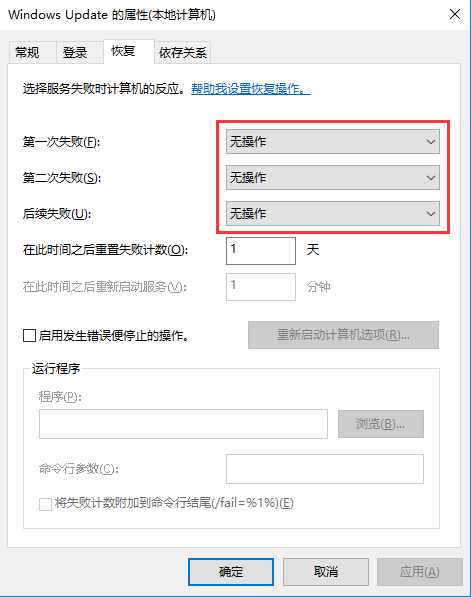 Windows Update 的属性(本地计算机)
常规 登录 恢复 依存关系
选择服务失败时计算机的反应。帮助我设置恢复操作。
第一次失败(F): 无操作
第二次失败(S): 无操作
后续失败(U): 无操作
在此时间之后重置失败计数(O): 1 天
在此时间之后重新启动服务(V): 1 分钟
启用发生错误便停止的操作。 重新启动计算机选项(R)...
运行程序
程序(P):
浏览(B)...
命令行参数(C):
将失败计数附加到命令行结尾(/fail=%1%)(E)
确定 取消 应用(A)